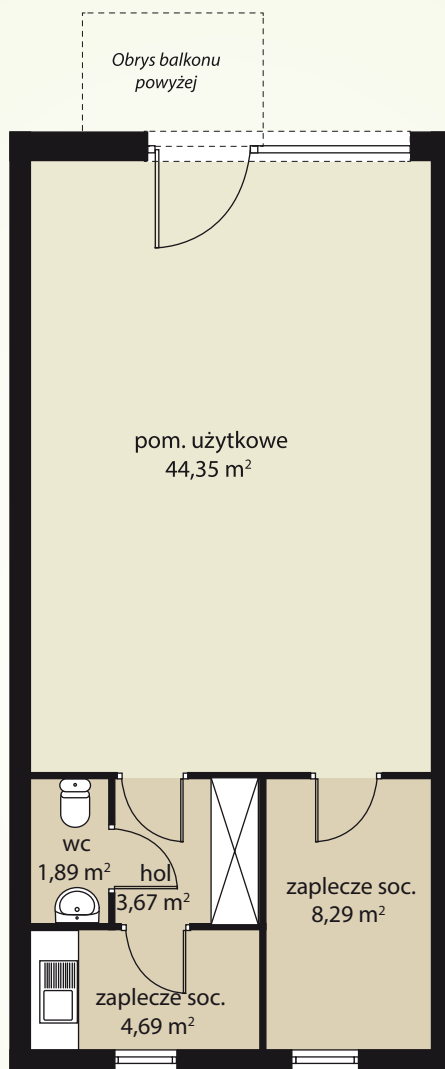 Obrys balkonu
powyżej
pom. użytkowe
44,35 m²
wc
1,89 m²
hol
3,67 m²
zaplecze soc.
8,29 m²
zaplecze soc.
4,69 m²